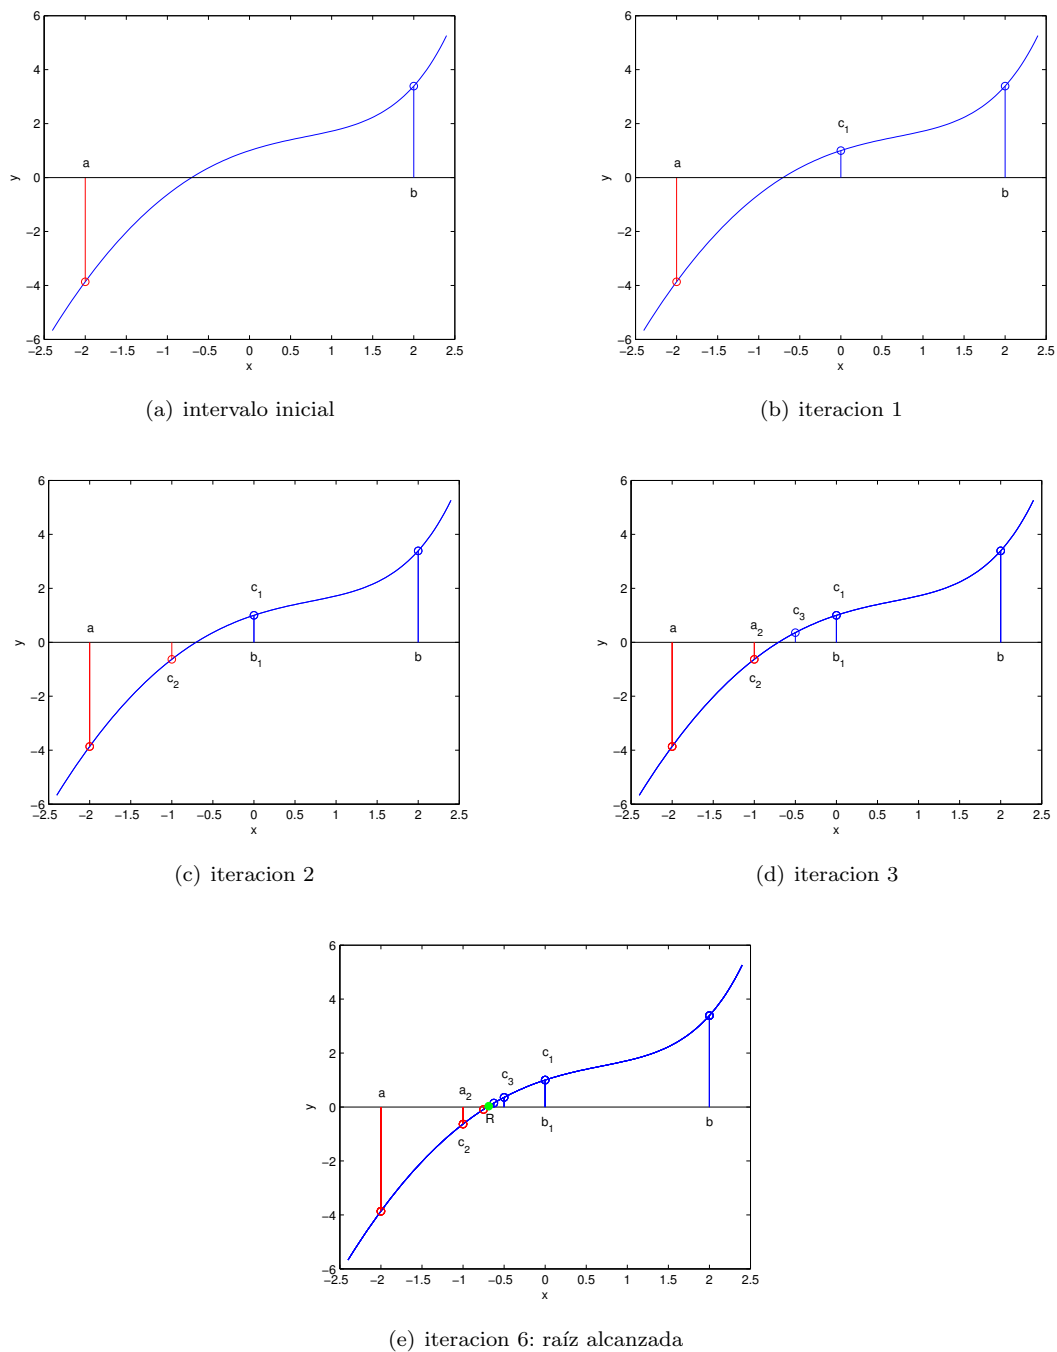 6
4
2
0
−2
−4
−6
−2.5 −2 −1.5 −1 −0.5 0 0.5 1 1.5 2 2.5
x
y
a
b
(a) intervalo inicial
6
4
2
0
−2
−4
−6
−2.5 −2 −1.5 −1 −0.5 0 0.5 1 1.5 2 2.5
x
y
c1
a
b
(b) iteracion 1
6
4
2
0
−2
−4
−6
−2.5 −2 −1.5 −1 −0.5 0 0.5 1 1.5 2 2.5
x
y
c1
a
b1
b
c2
(c) iteracion 2
6
4
2
0
−2
−4
−6
−2.5 −2 −1.5 −1 −0.5 0 0.5 1 1.5 2 2.5
x
y
c1
c3
a
a2
b1
b
c2
(d) iteracion 3
6
4
2
0
−2
−4
−6
−2.5 −2 −1.5 −1 −0.5 0 0.5 1 1.5 2 2.5
x
y
c1
c3
a
a2
R
b1
b
c2
(e) iteracion 6: raíz alcanzada